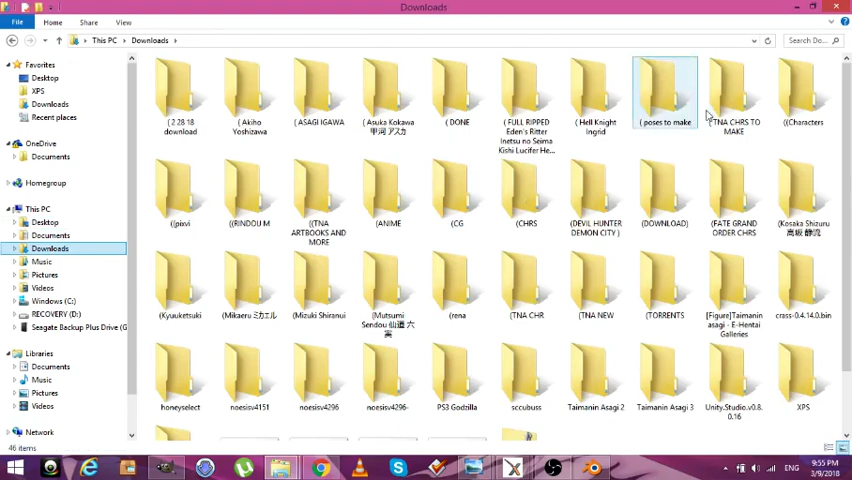 Downloads
File
Home
Share
View
This PC
Downloads
Search Do...
Favorites
Desktop
XPS
Downloads
Recent places
OneDrive
Documents
Homegroup
This PC
Desktop
Documents
Downloads
Music
Pictures
Videos
Windows (C:)
RECOVERY (D:)
Seagate Backup Plus Drive (G
Libraries
Documents
Music
Pictures
Videos
Network
( 2 28 18
download
( Akiho
Yoshizawa
( ASAGI IGAWA
( Asuka Kokawa
甲河 アスカ
( DONE
( FULL RIPPED
Eden's Ritter
Inetsu no Seima
Kishi Lucifer He...
( Hell Knight
Ingrid
( poses to make
(TNA CHRS TO
MAKE
((Characters
((pixvi
((RINDOU M
((TNA
ARTBOOKS AND
MORE
(ANIME
(CG
(CHRS
(DEVIL HUNTER
DEMON CITY )
(DOWNLOAD)
(FATE GRAND
ORDER CHRS
(Kosaka Shizuru
高坂 静流
(Kyuuketsuki
(Mikaeru ミカエル
(Mizuki Shiranui
(Mutsumi
Sendou 仙道 六
実
(rena
(TNA CHR
(TNA NEW
(TORRENTS
[Figure]Taimanin
asagi - E-Hentai
Galleries
crass-0.4.14.0.bin
honeyselect
noesisv4151
noesisv4296
noesisv4296-
PS3 Godzilla
sccubuss
Taimanin Asagi 2
Taimanin Asagi 3
Unity.Studio.v0.8.
0.16
XPS
46 items
ENG
9:55 PM
3/9/2018